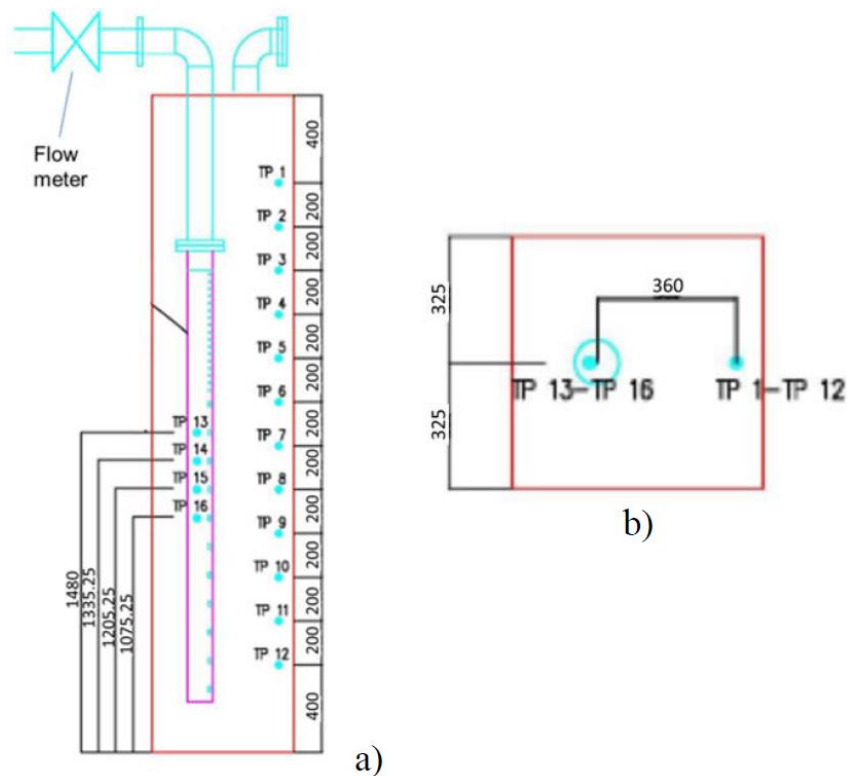 Flow
meter
400
TP 1
200
TP 2
200
TP 3
200
TP 4
200
TP 5
200
TP 6
200
TP 7
200
TP 8
200
TP 9
200
TP 10
200
TP 11
200
TP 12
400
TP 13
TP 14
TP 15
TP 16
1480
1335.25
1205.25
1075.25
a)
325
325
360
TP 13-TP 16
TP 1-TP 12
b)